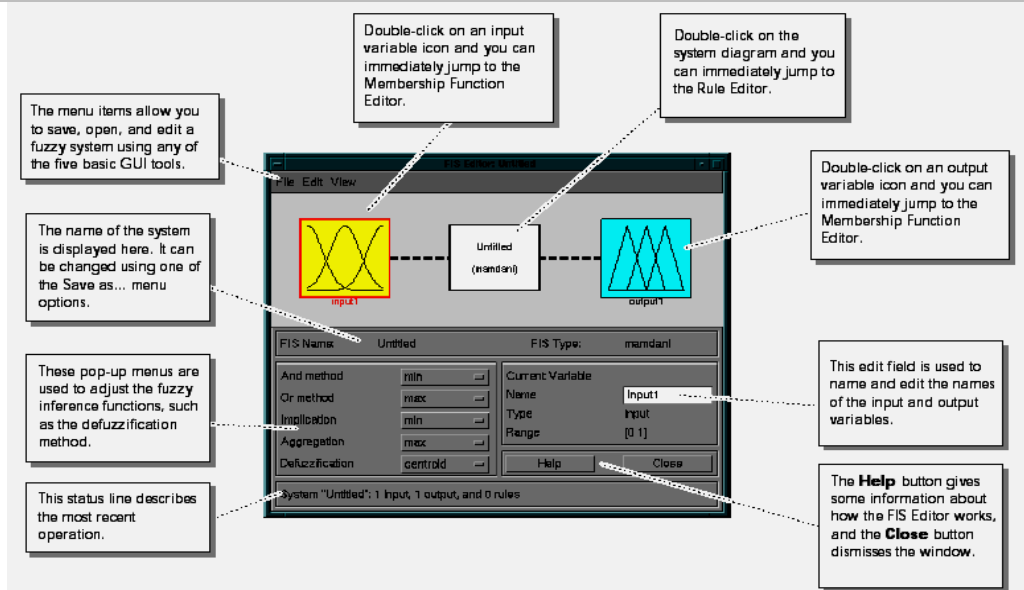 Double-click on an input
variable icon and you can
immediately jump to the
Membership Function
Editor.
Double-click on the
system diagram and you
can immediately jump to
the Rule Editor.
The menu items allow you
to save, open, and edit a
fuzzy system using any of
the five basic GUI tools.
Double-click on an output
variable icon and you can
immediately jump to the
Membership Function
Editor.
The name of the system
is displayed here. It can
be changed using one of
the Save as... menu
options.
These pop-up menus are
used to adjust the fuzzy
inference functions, such
as the defuzzification
method.
This status line describes
the most recent
operation.
FIS Editor: Untitled
File Edit View
Untitled
(mamdani)
input1
output1
FIS Name: Untitled FIS Type: mamdani
And method min
Or method max
Implication min
Aggregation max
Defuzzification centroid
Current Variable
Name Input1
Type input
Range [0 1]
Help Close
System "Untitled": 1 input, 1 output, and 0 rules
This edit field is used to
name and edit the names
of the input and output
variables.
The Help button gives
some information about
how the FIS Editor works,
and the Close button
dismisses the window.